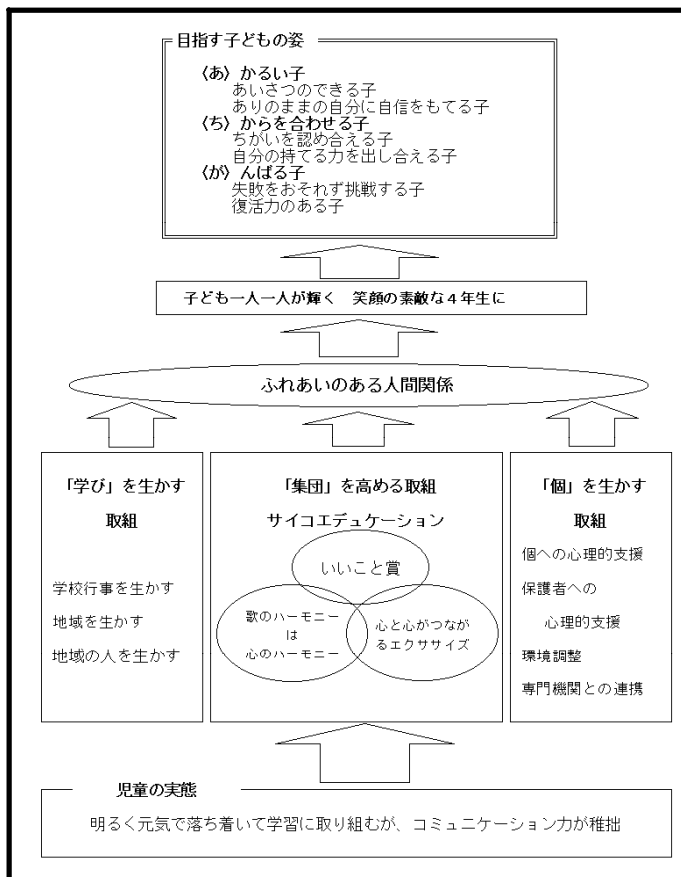 目指す子どもの姿
〈あ〉かるい子
あいさつのできる子
ありのままの自分に自信をもてる子
〈ち〉からを合わせる子
ちがいを認め合える子
自分の持てる力を出し合える子
〈が〉んばる子
失敗をおそれず挑戦する子
復活力のある子
子ども一人一人が輝く　笑顔の素敵な４年生に
ふれあいのある人間関係
「学び」を生かす
取組
学校行事を生かす
地域を生かす
地域の人を生かす
「集団」を高める取組
サイコエデュケーション
いいこと賞
歌のハーモニー
は
心のハーモニー
心と心がつなが
るエクササイズ
「個」を生かす
取組
個への心理的支援
保護者への
心理的支援
環境調整
専門機関との連携
児童の実態
明るく元気で落ち着いて学習に取り組むが、コミュニケーション力が稚拙